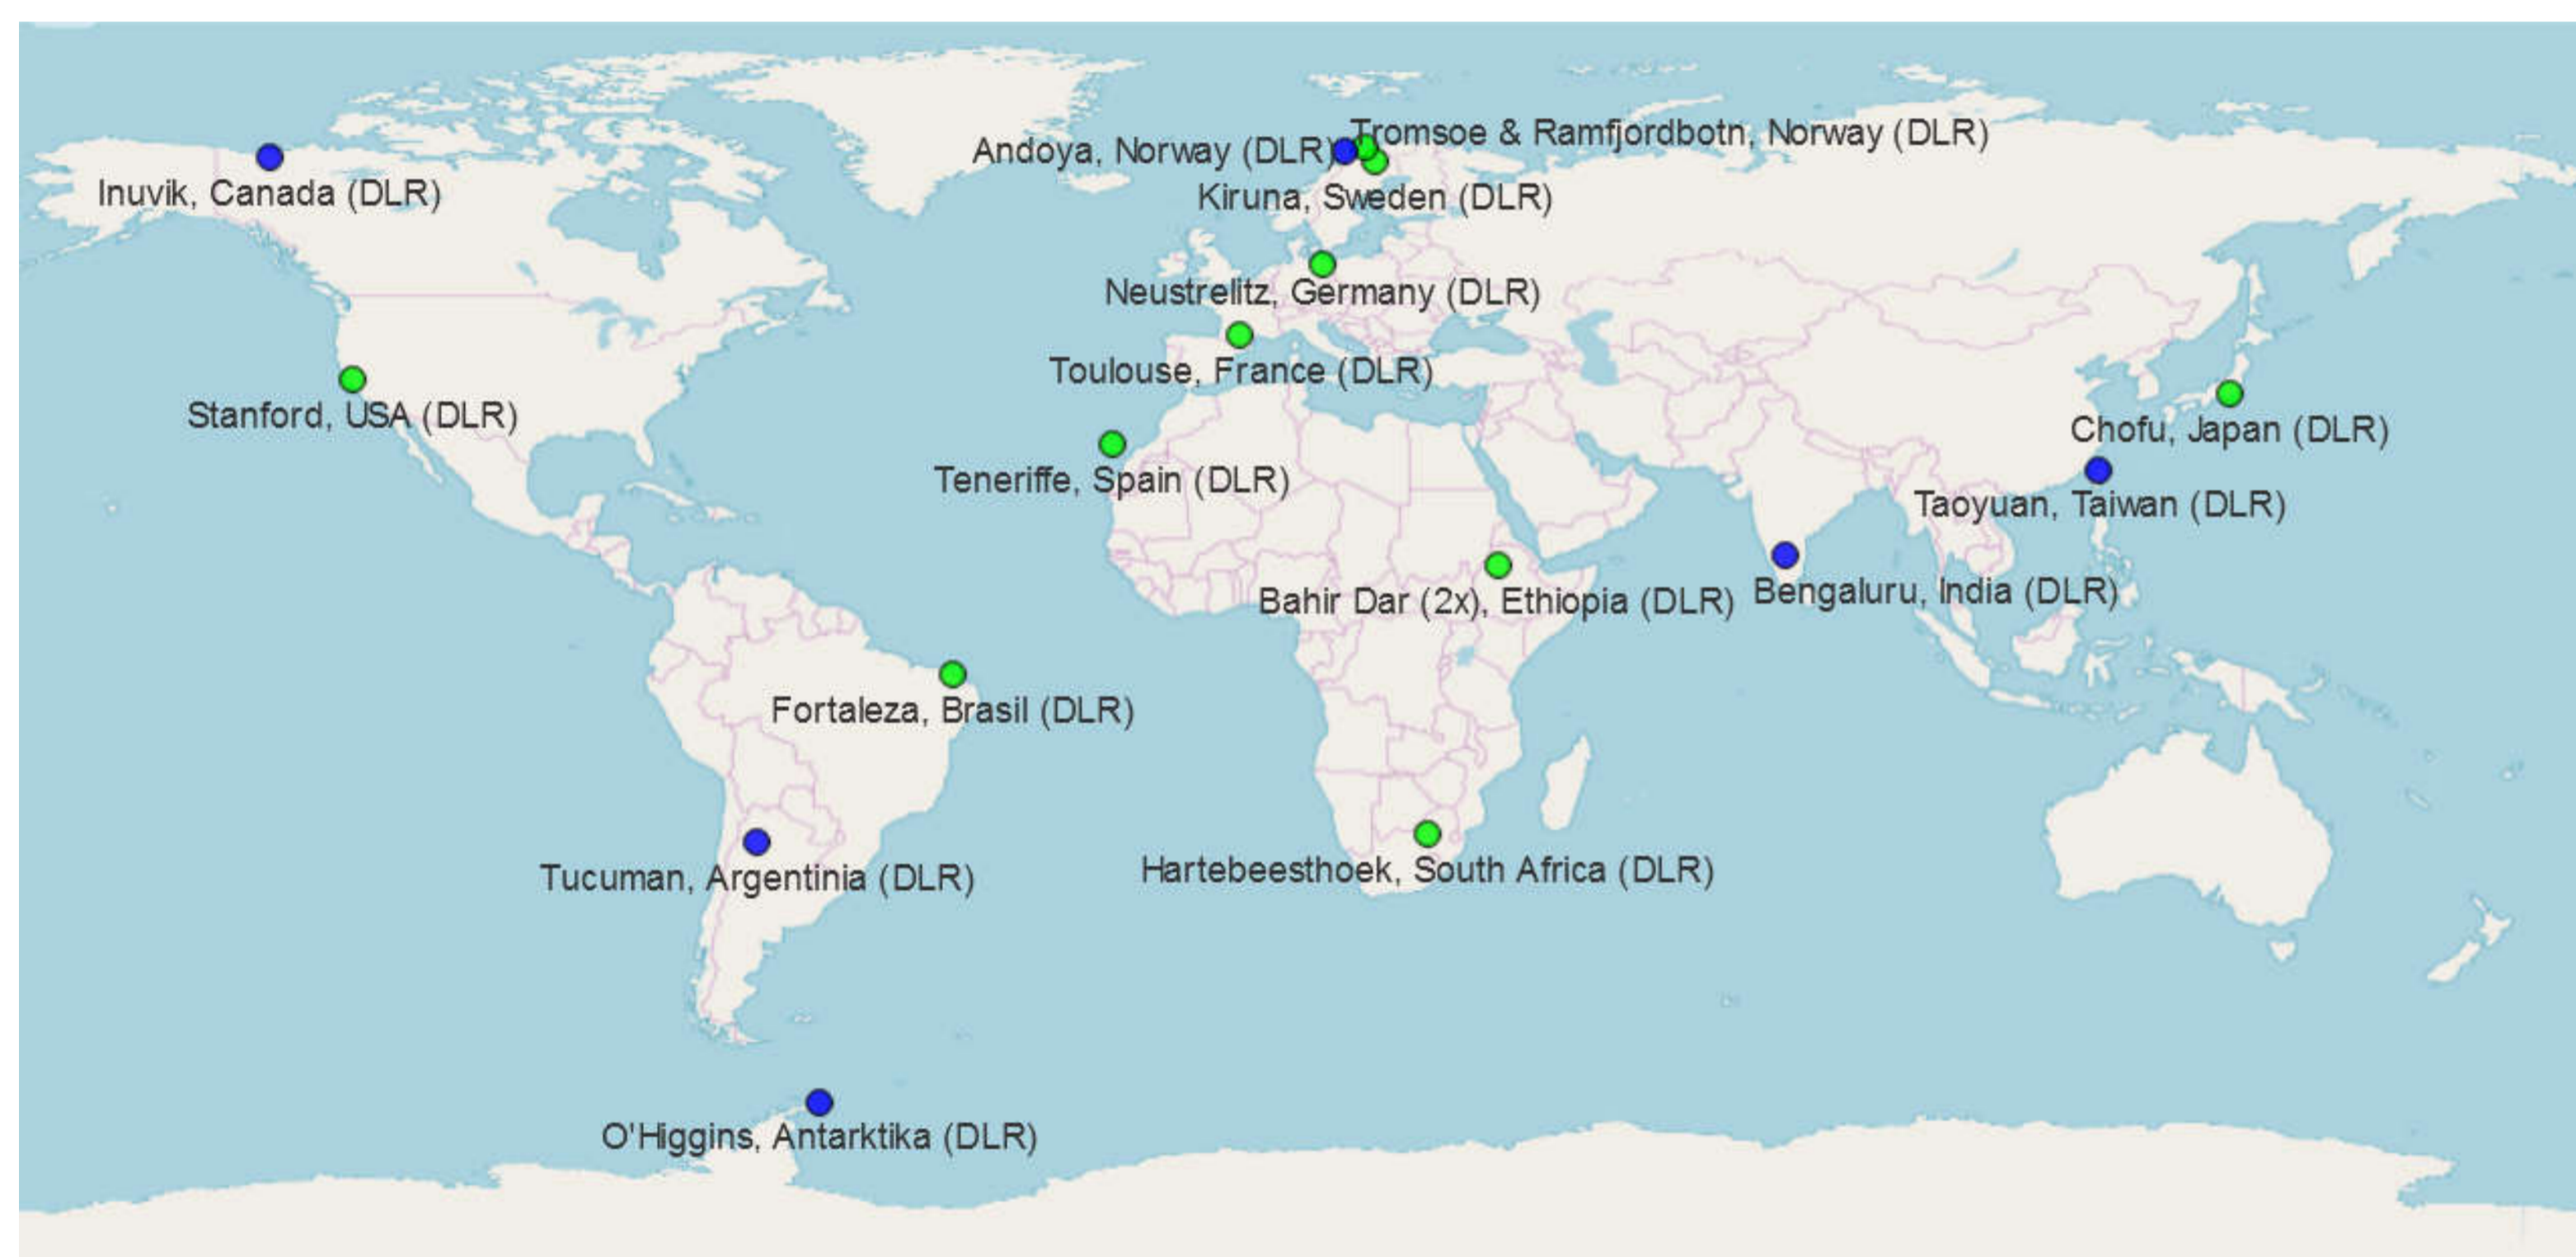 Tromsoe & Ramfjordbotn, Norway (DLR)
Andoya, Norway (DLR)
Inuvik, Canada (DLR)
Kiruna, Sweden (DLR)
Neustrelitz, Germany (DLR)
Toulouse, France (DLR)
Stanford, USA (DLR)
Chofu, Japan (DLR)
Teneriffe, Spain (DLR)
Taoyuan, Taiwan (DLR)
Bahir Dar (2x), Ethiopia (DLR)
Bengaluru, India (DLR)
Fortaleza, Brasil (DLR)
Hartebeesthoek, South Africa (DLR)
Tucuman, Argentinia (DLR)
O'Higgins, Antarktika (DLR)